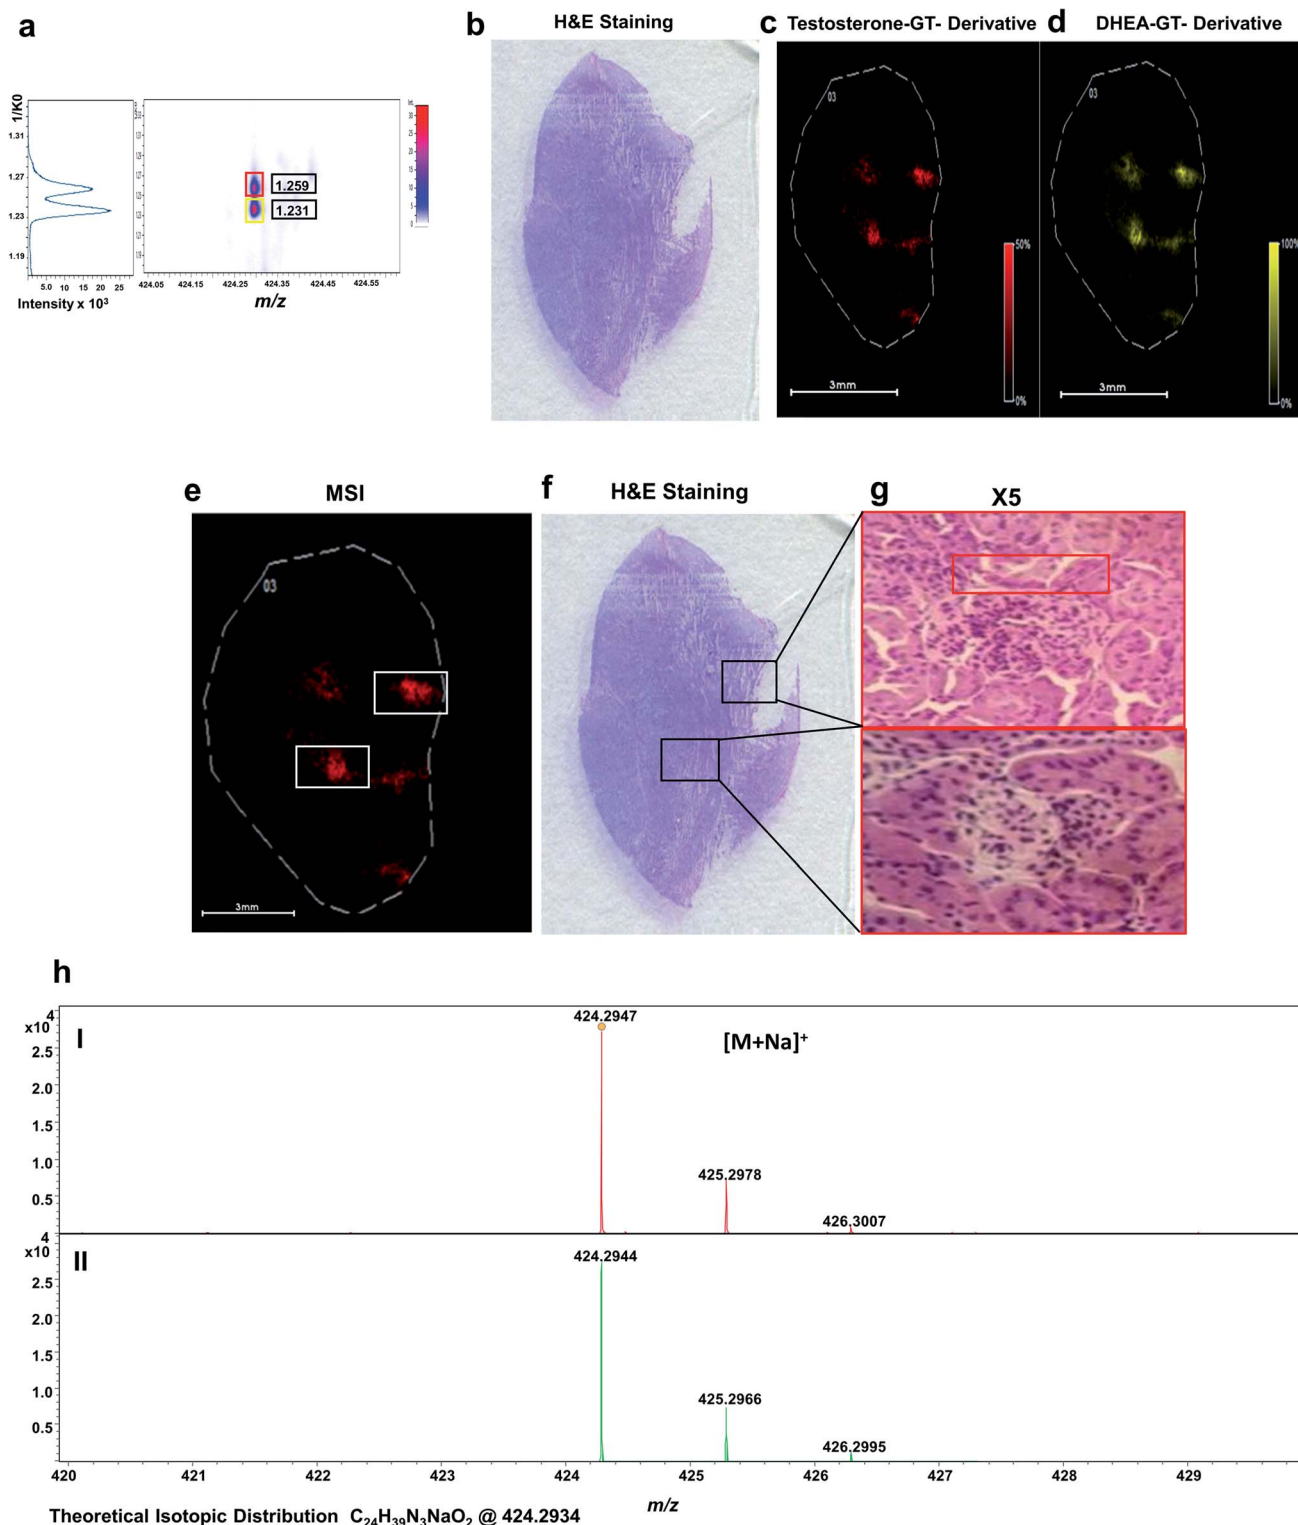 a
1/K0
1.31
1.27
1.23
1.19
5.0 10 15 20 25
Intensity x 10³
1.259
1.231
424.05 424.15 424.25 424.35 424.45 424.55
m/z
b
H&E Staining
c Testosterone-GT- Derivative
03
50%
0%
3mm
d DHEA-GT- Derivative
03
100%
0%
3mm
e
MSI
03
3mm
f
H&E Staining
g
X5
h
4
x10
2.5
2.0
1.5
1.0
0.5
I
424.2947
[M+Na]⁺
425.2978
426.3007
4
x10
2.5
2.0
1.5
1.0
0.5
II
424.2944
425.2966
426.2995
420 421 422 423 424 425 426 427 428 429
m/z
Theoretical Isotopic Distribution C₂₄H₃₉N₃NaO₂ @ 424.2934